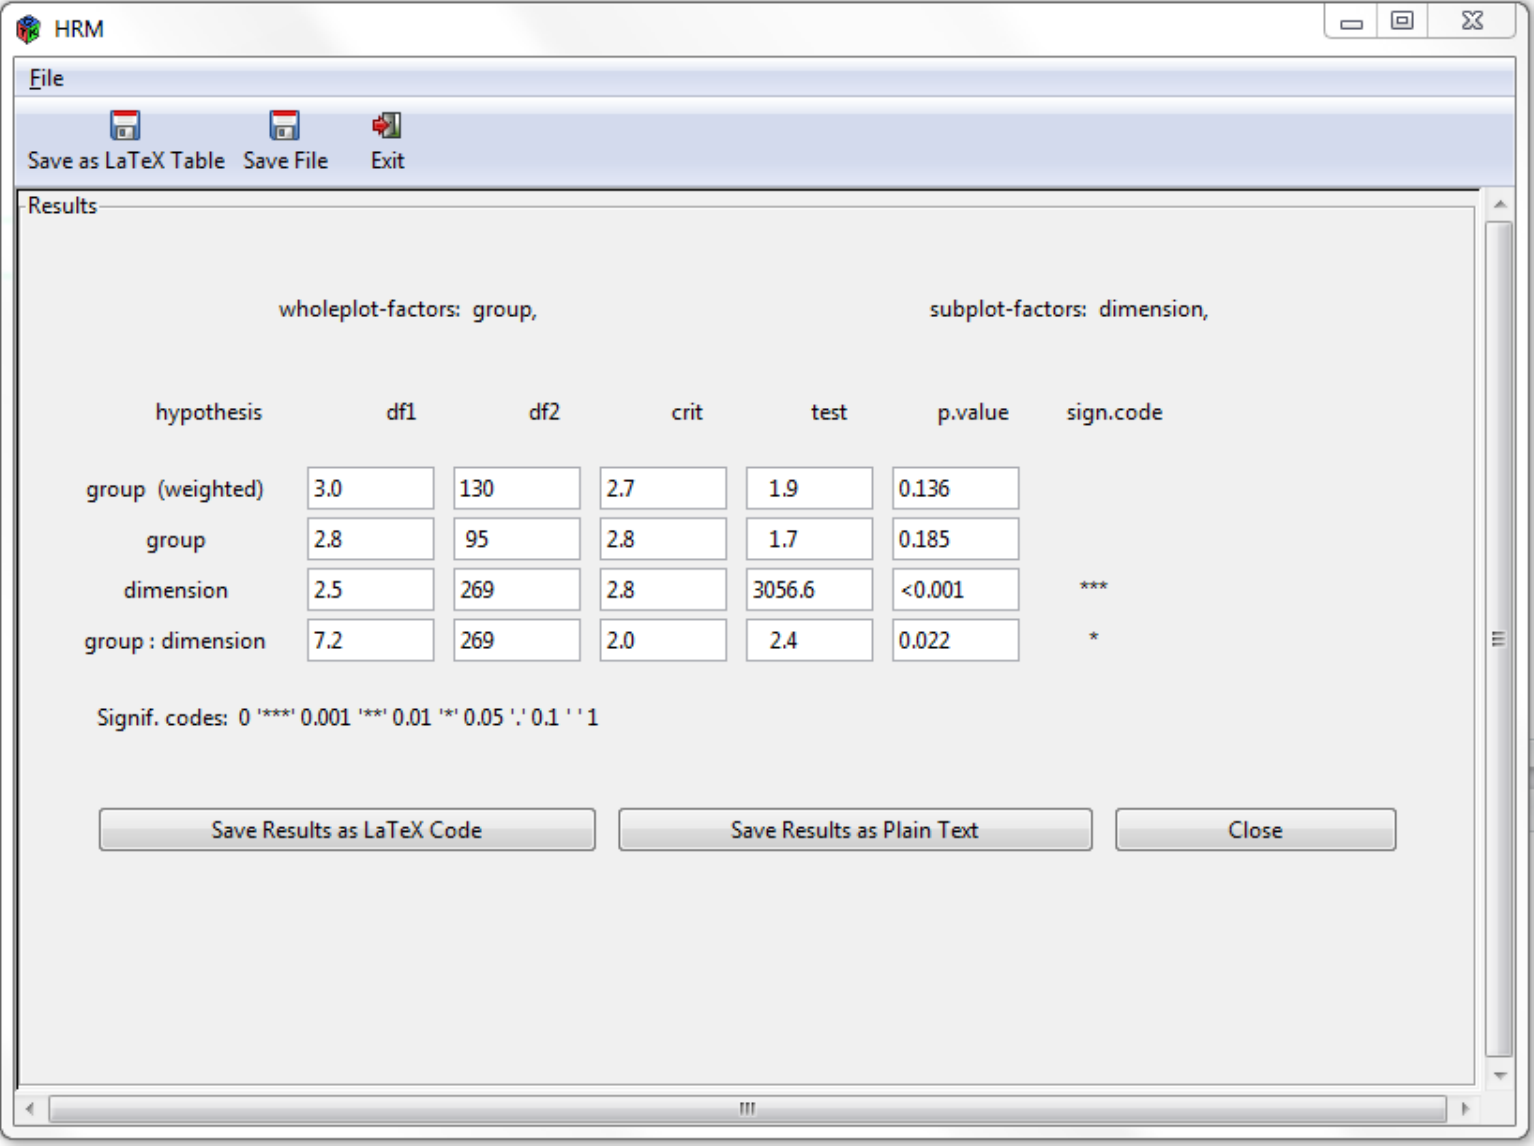 HRM
File
Save as LaTeX Table Save File Exit
Results
wholeplot-factors: group, subplot-factors: dimension,
hypothesis df1 df2 crit test p.value sign.code
group (weighted) 3.0 130 2.7 1.9 0.136
group 2.8 95 2.8 1.7 0.185
dimension 2.5 269 2.8 3056.6 <0.001 ***
group : dimension 7.2 269 2.0 2.4 0.022 *
Signif. codes: 0 '***' 0.001 '**' 0.01 '*' 0.05 '.' 0.1 ' ' 1
Save Results as LaTeX Code Save Results as Plain Text Close